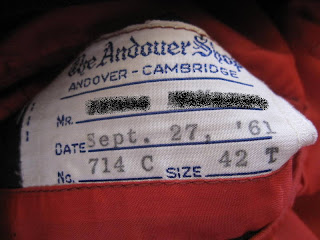 The Andover Shop
ANDOVER - CAMBRIDGE
MR.
DATE Sept. 27, '61
No. 714 C SIZE 42 T